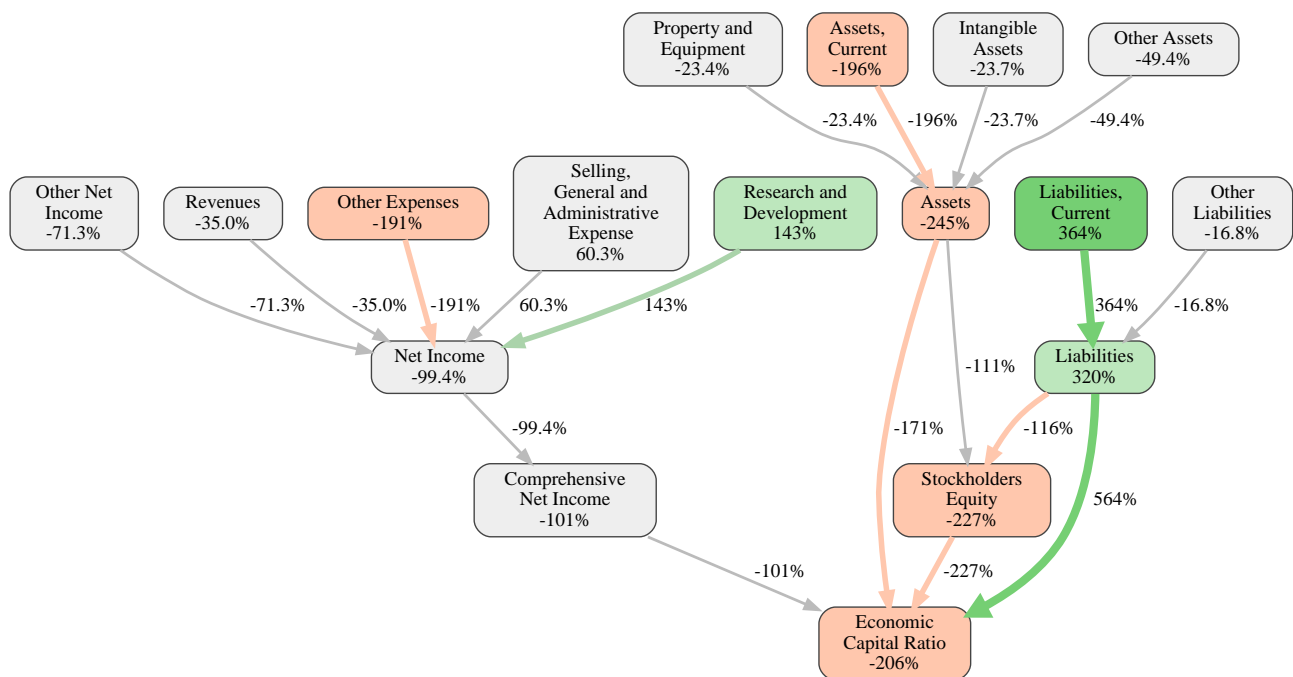 Property and
Equipment
-23.4%
Assets,
Current
-196%
Intangible
Assets
-23.7%
Other Assets
-49.4%
-23.4%
-196%
-23.7%
-49.4%
Other Net
Income
-71.3%
Revenues
-35.0%
Other Expenses
-191%
Selling,
General and
Administrative
Expense
60.3%
Research and
Development
143%
Assets
-245%
Liabilities,
Current
364%
Other
Liabilities
-16.8%
-71.3%
-35.0%
-191%
60.3%
143%
364%
-16.8%
Net Income
-99.4%
-111%
Liabilities
320%
-99.4%
-171%
-116%
Comprehensive
Net Income
-101%
Stockholders
Equity
-227%
564%
-101%
-227%
Economic
Capital Ratio
-206%